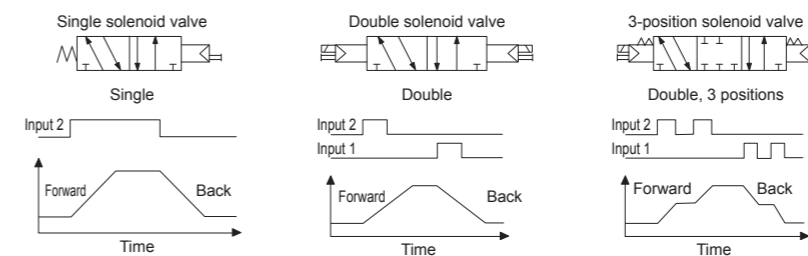 Single solenoid valve
Single
Input 2
Forward
Back
Time
Double solenoid valve
Double
Input 2
Input 1
Forward
Back
Time
3-position solenoid valve
Double, 3 positions
Input 2
Input 1
Forward
Back
Time